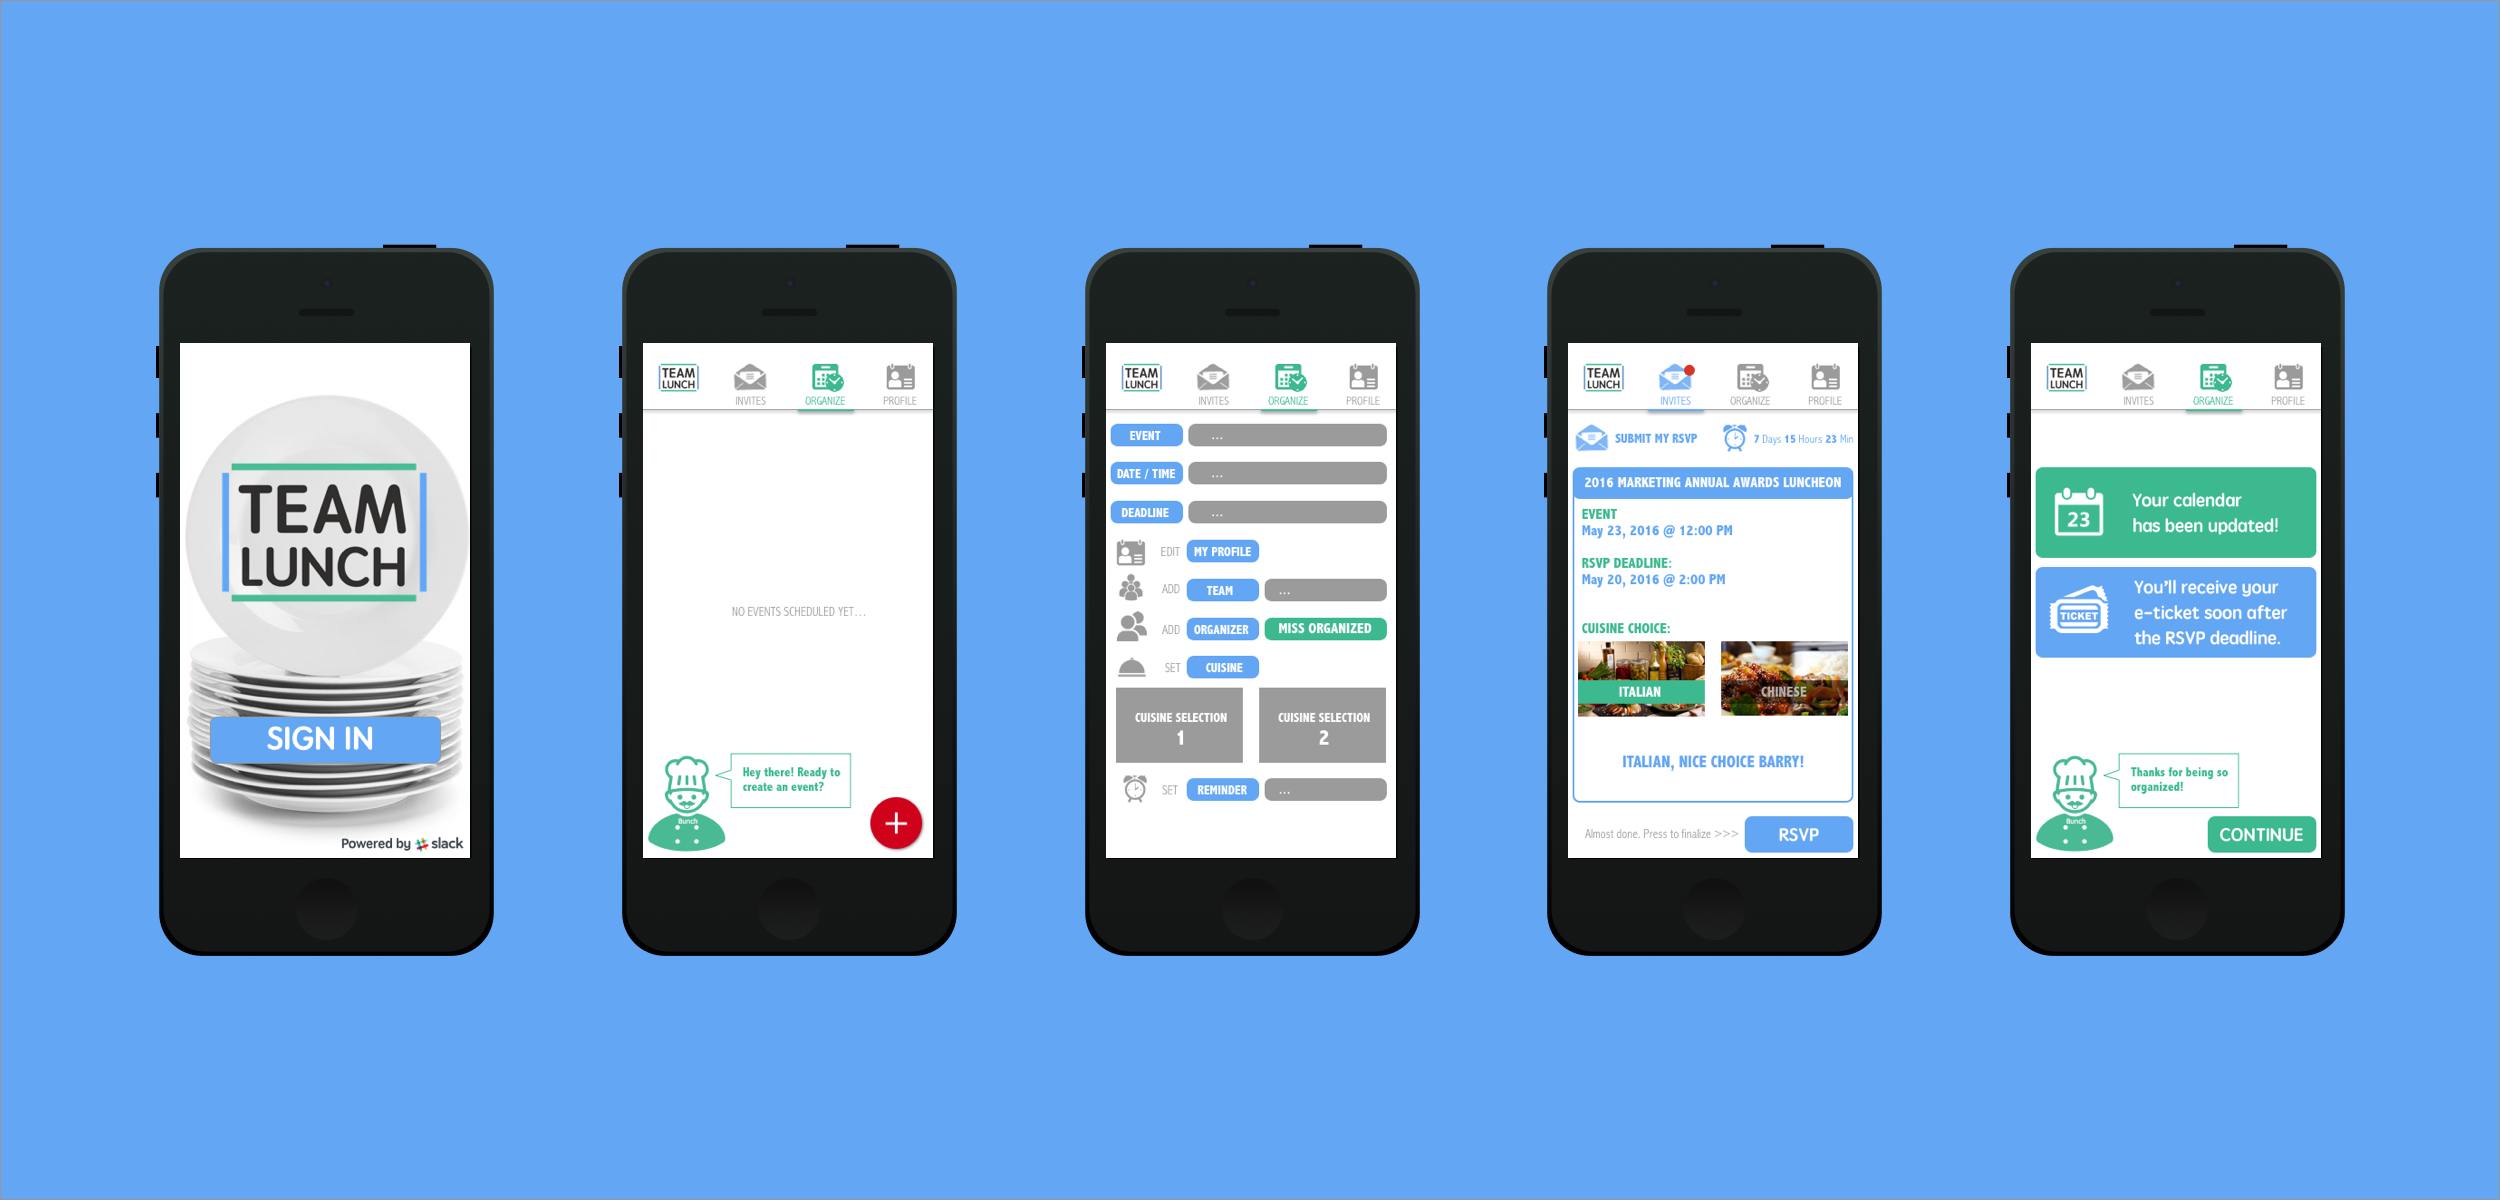 TEAM
LUNCH
SIGN IN
Powered by slack
TEAM
LUNCH
INVITES
ORGANIZE
PROFILE
NO EVENTS SCHEDULED YET...
Hey there! Ready to
create an event?
Bunch
TEAM
LUNCH
INVITES
ORGANIZE
PROFILE
EVENT ...
DATE / TIME ...
DEADLINE ...
EDIT MY PROFILE
ADD TEAM ...
ADD ORGANIZER MISS ORGANIZED
SET CUISINE
CUISINE SELECTION
1
CUISINE SELECTION
2
SET REMINDER ...
TEAM
LUNCH
INVITES
ORGANIZE
PROFILE
SUBMIT MY RSVP
7 Days 15 Hours 23 Min
2016 MARKETING ANNUAL AWARDS LUNCHEON
EVENT
May 23, 2016 @ 12:00 PM
RSVP DEADLINE:
May 20, 2016 @ 2:00 PM
CUISINE CHOICE:
ITALIAN
CHINESE
ITALIAN, NICE CHOICE BARRY!
Almost done. Press to finalize >>>
RSVP
TEAM
LUNCH
INVITES
ORGANIZE
PROFILE
23
Your calendar
has been updated!
TICKET
You'll receive your
e-ticket soon after
the RSVP deadline.
Thanks for being so
organized!
Bunch
CONTINUE